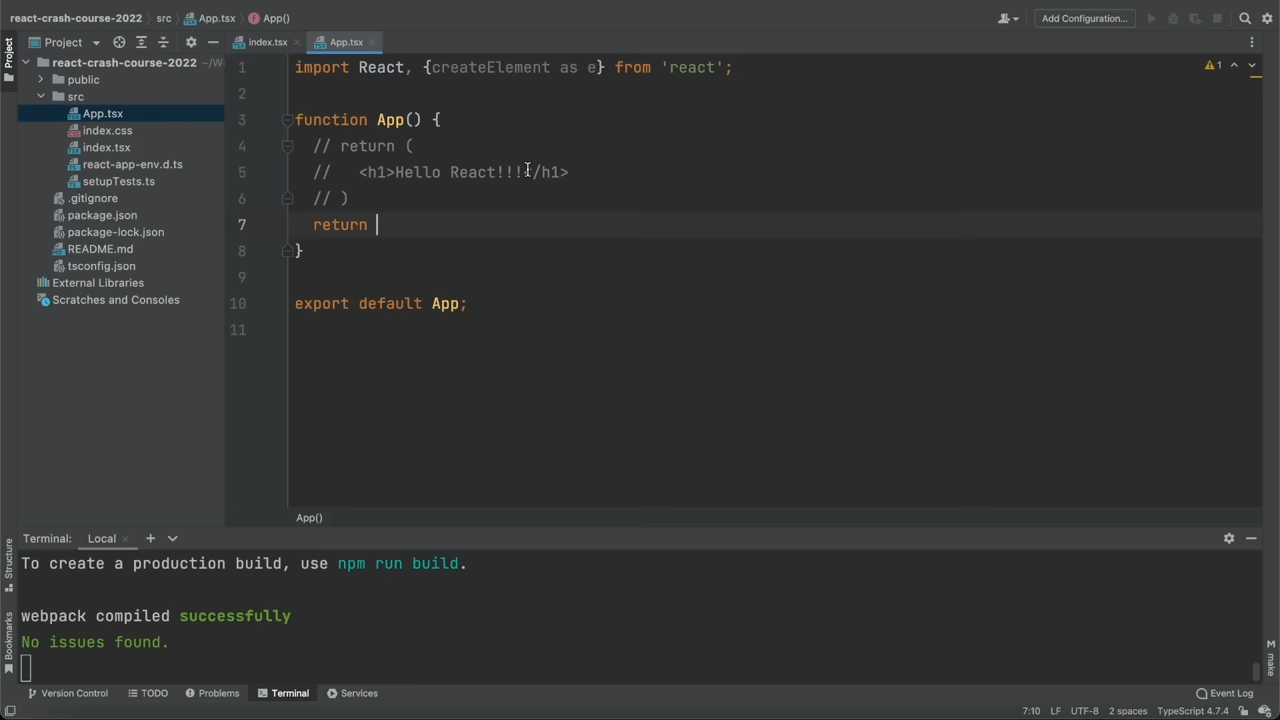 react-crash-course-2022 src App.tsx App() Add Configuration...
Project index.tsx App.tsx
Project
react-crash-course-2022 ~/W
public
src
App.tsx
index.css
index.tsx
react-app-env.d.ts
setupTests.ts
.gitignore
package.json
package-lock.json
README.md
tsconfig.json
External Libraries
Scratches and Consoles
1 import React, {createElement as e} from 'react';
2
3 function App() {
4 // return (
5 // <h1>Hello React!!!</h1>
6 // )
7 return
8 }
9
10 export default App;
11
1
App()
Terminal: Local
To create a production build, use npm run build.
webpack compiled successfully
No issues found.
Structure
Bookmarks
M make
Version Control TODO Problems Terminal Services Event Log
7:10 LF UTF-8 2 spaces TypeScript 4.7.4